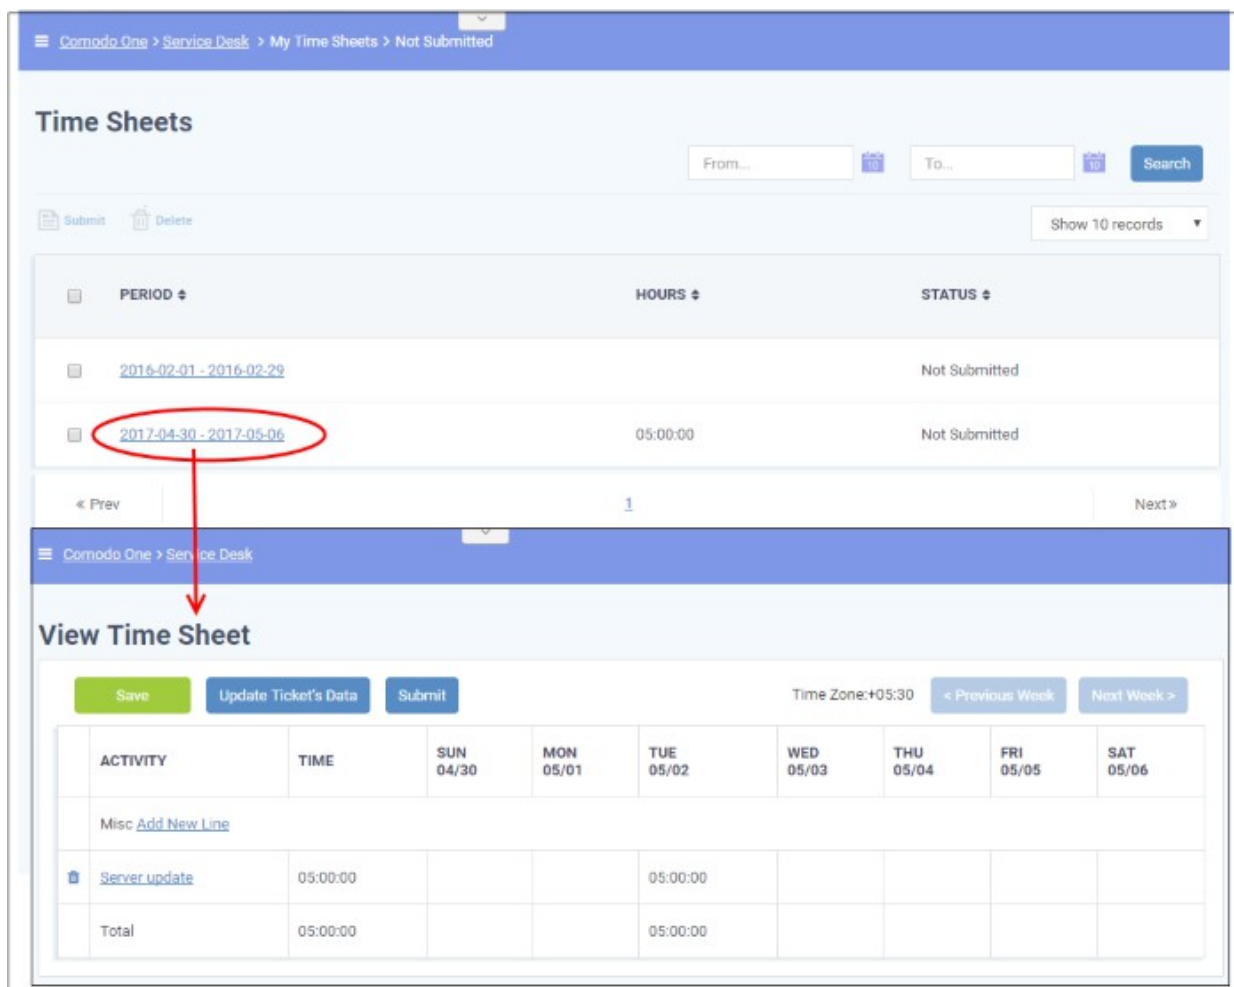 Comodo One > Service Desk > My Time Sheets > Not Submitted
Time Sheets
From... 10 To... 10 Search
Submit Delete Show 10 records
PERIOD HOURS STATUS
2016-02-01 - 2016-02-29 Not Submitted
2017-04-30 - 2017-05-06 05:00:00 Not Submitted
« Prev 1 Next »
Comodo One > Service Desk
View Time Sheet
Save Update Ticket's Data Submit Time Zone:+05:30 < Previous Week Next Week >
ACTIVITY TIME SUN MON TUE WED THU FRI SAT
04/30 05/01 05/02 05/03 05/04 05/05 05/06
Misc Add New Line
Server update 05:00:00 05:00:00
Total 05:00:00 05:00:00